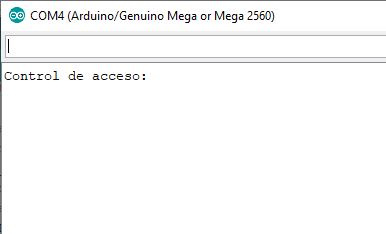 COM4 (Arduino/Genuino Mega or Mega 2560)
Control de acceso: